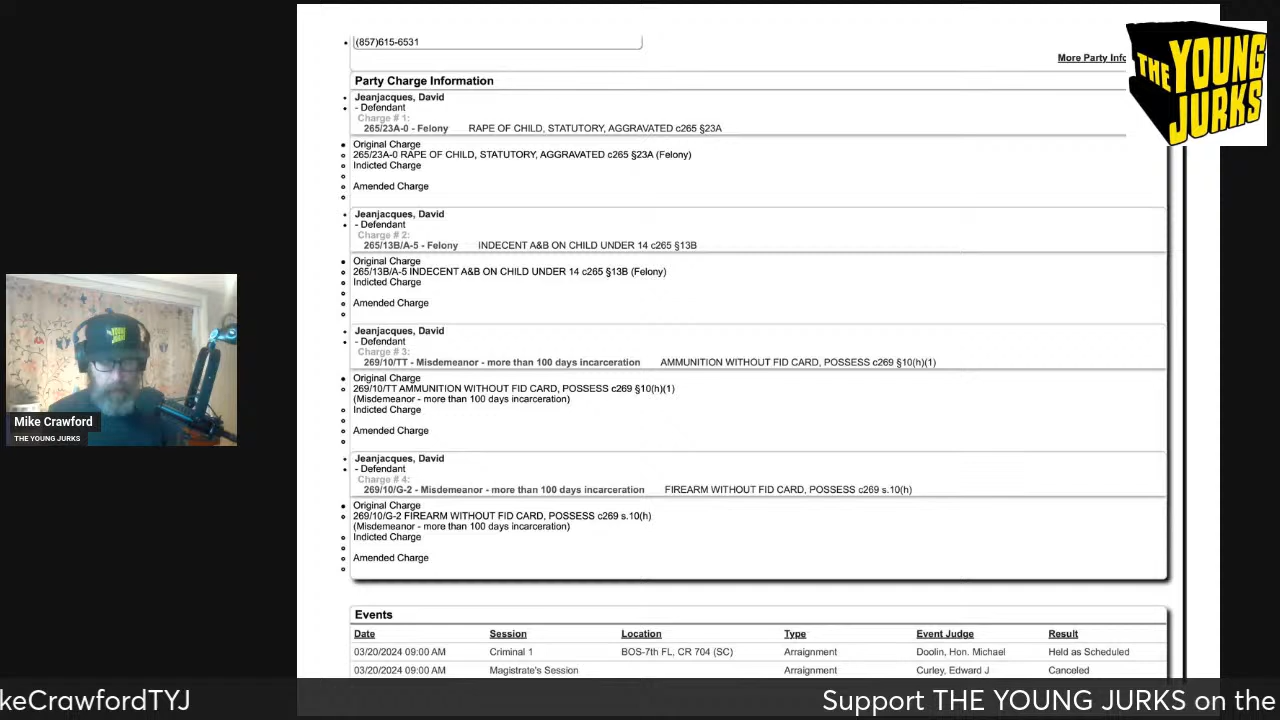 (857)615-6531
More Party Info
Party Charge Information
Jeanjacques, David
- Defendant
Charge # 1:
265/23A-0 - Felony RAPE OF CHILD, STATUTORY, AGGRAVATED c265 §23A
Original Charge
265/23A-0 RAPE OF CHILD, STATUTORY, AGGRAVATED c265 §23A (Felony)
Indicted Charge
Amended Charge
Jeanjacques, David
- Defendant
Charge # 2:
265/13B/A-5 - Felony INDECENT A&B ON CHILD UNDER 14 c265 §13B
Original Charge
265/13B/A-5 INDECENT A&B ON CHILD UNDER 14 c265 §13B (Felony)
Indicted Charge
Amended Charge
Jeanjacques, David
- Defendant
Charge # 3:
269/10/TT - Misdemeanor - more than 100 days incarceration AMMUNITION WITHOUT FID CARD, POSSESS c269 §10(h)(1)
Original Charge
269/10/TT AMMUNITION WITHOUT FID CARD, POSSESS c269 §10(h)(1)
(Misdemeanor - more than 100 days incarceration)
Indicted Charge
Amended Charge
Jeanjacques, David
- Defendant
Charge # 4:
269/10/G-2 - Misdemeanor - more than 100 days incarceration FIREARM WITHOUT FID CARD, POSSESS c269 s.10(h)
Original Charge
269/10/G-2 FIREARM WITHOUT FID CARD, POSSESS c269 s.10(h)
(Misdemeanor - more than 100 days incarceration)
Indicted Charge
Amended Charge
Events
Date Session Location Type Event Judge Result
03/20/2024 09:00 AM Criminal 1 BOS-7th FL, CR 704 (SC) Arraignment Doolin, Hon. Michael Held as Scheduled
03/20/2024 09:00 AM Magistrate's Session Arraignment Curley, Edward J Canceled
THE YOUNG JURKS
Mike Crawford
THE YOUNG JURKS
keCrawfordTYJ Support THE YOUNG JURKS on the